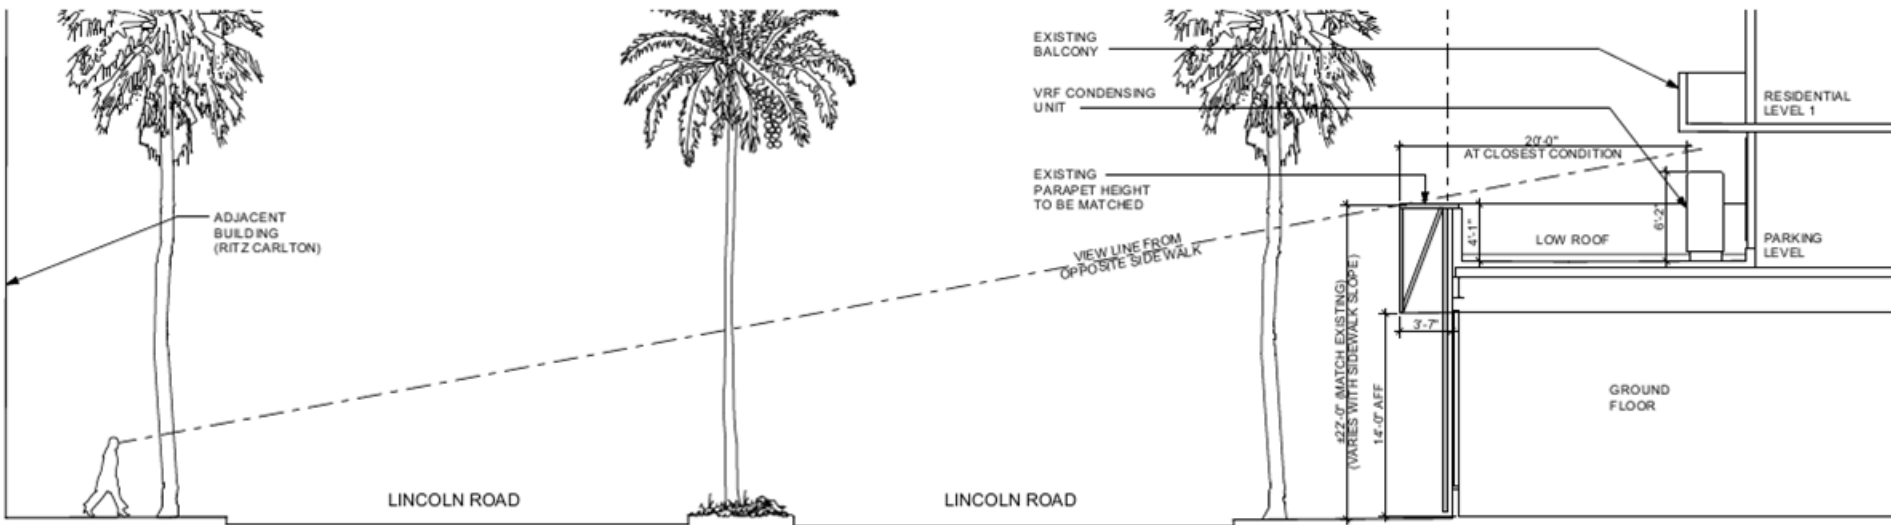 EXISTING
BALCONY
VRF CONDENSING
UNIT
RESIDENTIAL
LEVEL 1
20'-0"
AT CLOSEST CONDITION
EXISTING
PARAPET HEIGHT
TO BE MATCHED
ADJACENT
BUILDING
(RITZ CARLTON)
VIEW LINE FROM
OPPOSITE SIDE WALK
4'-1"
LOW ROOF
6'-2"
PARKING
LEVEL
±22'-0" (MATCH EXISTING)
(VARIES WITH SIDEWALK SLOPE)
3'-7"
14'-0" AFF
GROUND
FLOOR
LINCOLN ROAD
LINCOLN ROAD